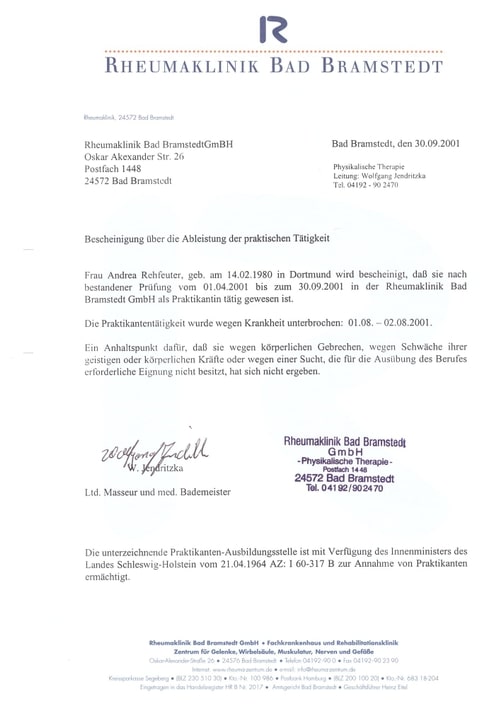 R
RHEUMAKLINIK BAD BRAMSTEDT
Rheumaklinik, 24572 Bad Bramstedt
Rheumaklinik Bad BramstedtGmBH
Oskar Akexander Str. 26
Postfach 1448
24572 Bad Bramstedt
Bad Bramstedt, den 30.09.2001
Physikalische Therapie
Leitung: Wolfgang Jendritzka
Tel. 04192 - 90 2470
Bescheinigung über die Ableistung der praktischen Tätigkeit
Frau Andrea Rehfeuter, geb. am 14.02.1980 in Dortmund wird bescheinigt, daß sie nach
bestandener Prüfung vom 01.04.2001 bis zum 30.09.2001 in der Rheumaklinik Bad
Bramstedt GmbH als Praktikantin tätig gewesen ist.
Die Praktikantentätigkeit wurde wegen Krankheit unterbrochen: 01.08. – 02.08.2001.
Ein Anhaltspunkt dafür, daß sie wegen körperlichen Gebrechen, wegen Schwäche ihrer
geistigen oder körperlichen Kräfte oder wegen einer Sucht, die für die Ausübung des Berufes
erforderliche Eignung nicht besitzt, hat sich nicht ergeben.
W. Jendritzka
Ltd. Masseur und med. Bademeister
Rheumaklinik Bad Bramstedt
GmbH
-Physikalische Therapie-
Postfach 1448
24572 Bad Bramstedt
Tel. 04192/902470
Die unterzeichnende Praktikanten-Ausbildungsstelle ist mit Verfügung des Innenministers des
Landes Schleswig-Holstein vom 21.04.1964 AZ: I 60-317 B zur Annahme von Praktikanten
ermächtigt.
Rheumaklinik Bad Bramstedt GmbH • Fachkrankenhaus und Rehabilitationsklinik
Zentrum für Gelenke, Wirbelsäule, Muskulatur, Nerven und Gefäße
Oskar-Alexander-Straße 26 • 24576 Bad Bramstedt • Telefon 04192-90-0 • Fax 04192-90 23 90
Internet: www.rheuma-zentrum.de • e-mail: info@rheuma-zentrum.de
Kreissparkasse Segeberg • (BLZ 230 510 30) • Kto.-Nr. 100 986 • Postbank Hamburg • (BLZ 200 100 20) • Kto.-Nr. 683 18-204
Eingetragen in das Handelsregister HR B Nr. 2017 • Amtsgericht Bad Bramstedt • Geschäftsführer Heinz Eitel